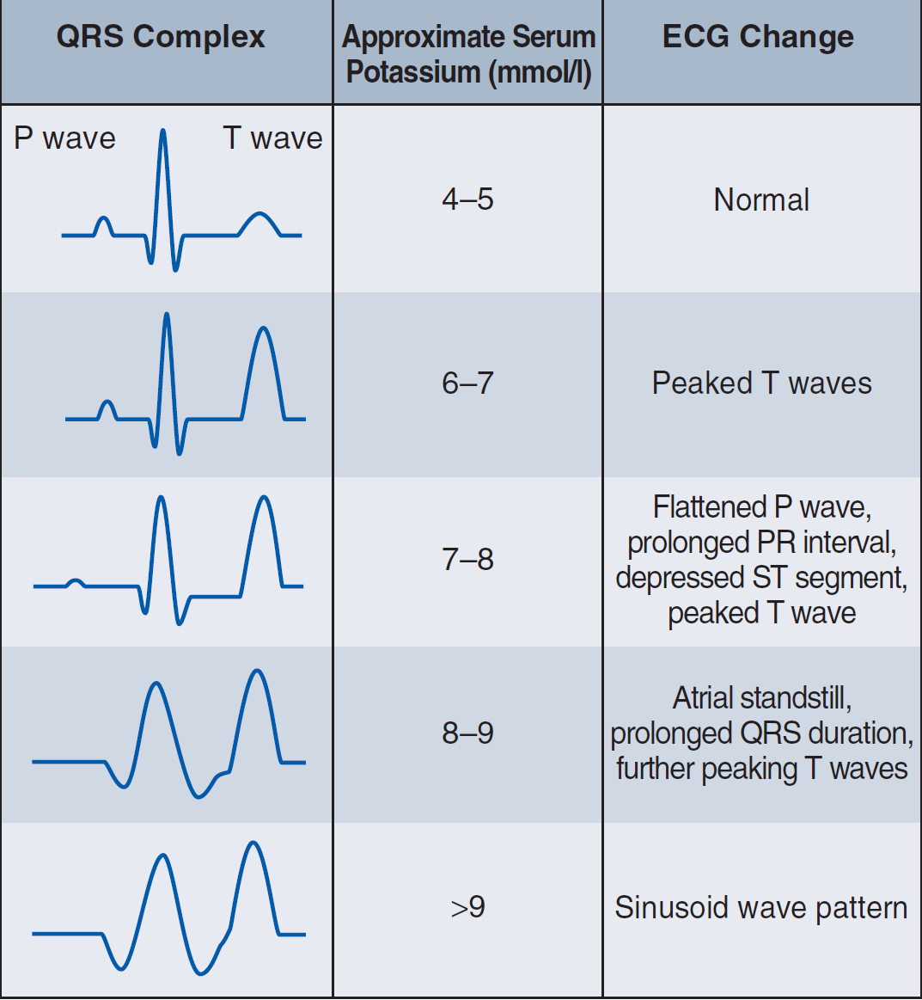 QRS Complex
Approximate Serum
Potassium (mmol/l)
ECG Change
P wave
T wave
4–5
Normal
6–7
Peaked T waves
7–8
Flattened P wave,
prolonged PR interval,
depressed ST segment,
peaked T wave
8–9
Atrial standstill,
prolonged QRS duration,
further peaking T waves
>9
Sinusoid wave pattern